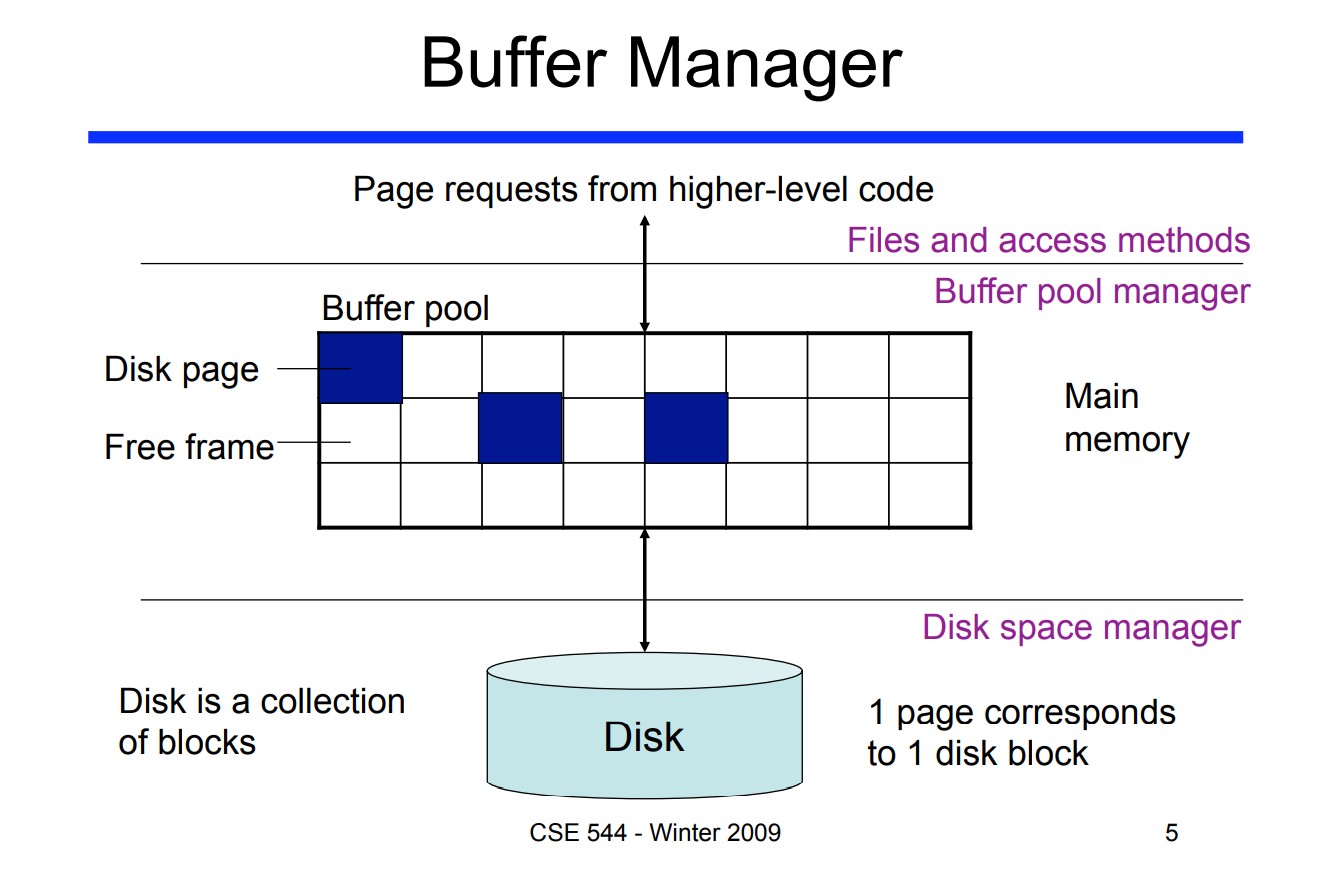 Buffer Manager
Page requests from higher-level code
Files and access methods
Buffer pool manager
Buffer pool
Disk page
Free frame
Main
memory
Disk space manager
Disk is a collection
of blocks
Disk
1 page corresponds
to 1 disk block
CSE 544 - Winter 2009
5